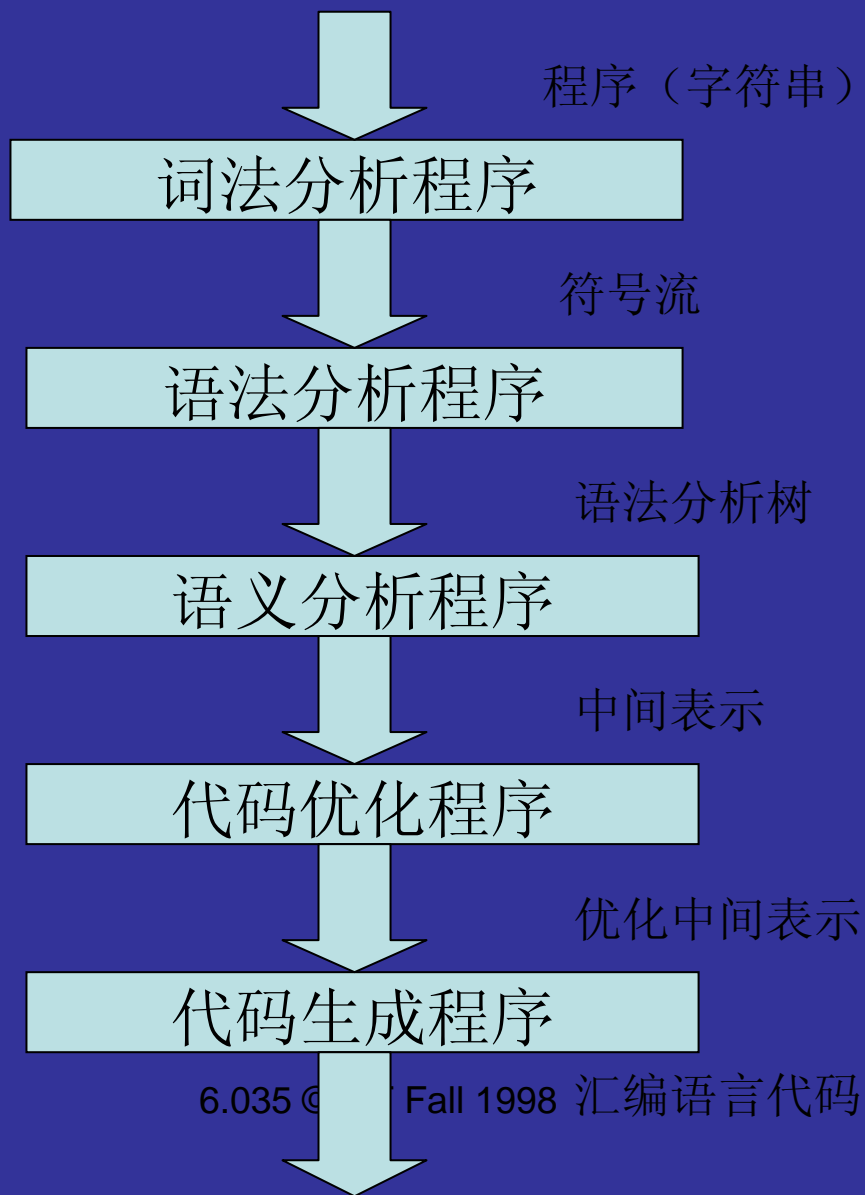 程序（字符串）
词法分析程序
符号流
语法分析程序
语法分析树
语义分析程序
中间表示
代码优化程序
优化中间表示
代码生成程序
6.035 © Fall 1998 汇编语言代码